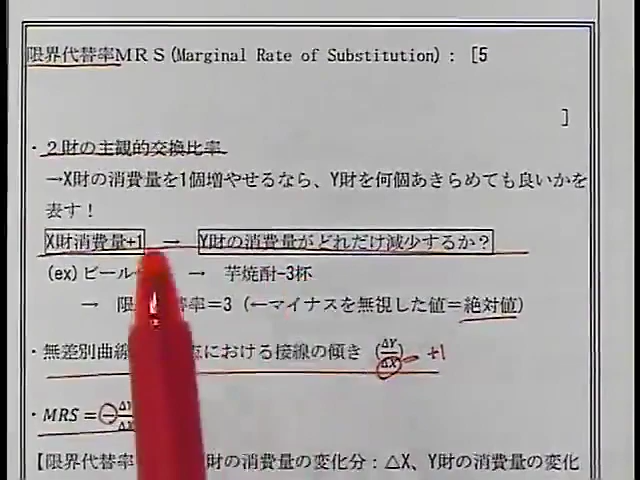 限界代替率ＭＲＳ(Marginal Rate of Substitution)：[5
]
・２財の主観的交換比率
→X財の消費量を1個増やせるなら、Y財を何個あきらめても良いかを
表す！
X財消費量+1 → Y財の消費量がどれだけ減少するか？
(ex)ビール → 芋焼酎-3杯
→ 限 替率＝3（←マイナスを無視した値＝絶対値）
・無差別曲線 における接線の傾き (ΔY/ΔX) +1
・MRS＝−
【限界代替率 財の消費量の変化分：△X、Y財の消費量の変化